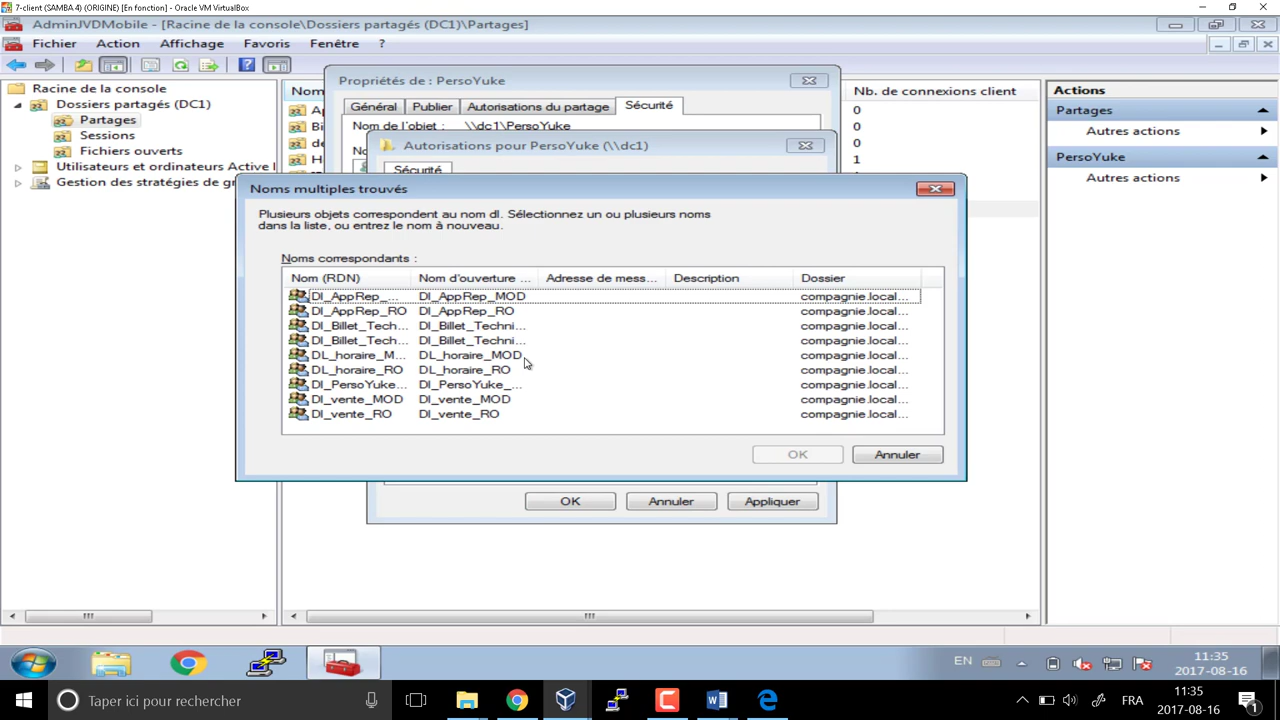 7-client (SAMBA 4) (ORIGINE) [En fonction] - Oracle VM VirtualBox
AdminJVDMobile - [Racine de la console\Dossiers partagés (DC1)\Partages]
Fichier Action Affichage Favoris Fenêtre ?
Racine de la console
Dossiers partagés (DC1)
Partages
Sessions
Fichiers ouverts
Utilisateurs et ordinateurs Active
Gestion des stratégies de
Nb. de connexions client
0
0
0
1
Actions
Partages
Autres actions
PersoYuke
Autres actions
Propriétés de : PersoYuke
Général Publier Autorisations du partage Sécurité
Nom de l'objet : \\dc1\PersoYuke
Autorisations pour PersoYuke (\\dc1)
Sécurité
Noms multiples trouvés
Plusieurs objets correspondent au nom dl. Sélectionnez un ou plusieurs noms
dans la liste, ou entrez le nom à nouveau.
Noms correspondants :
Nom (RDN) Nom d'ouverture ... Adresse de mess... Description Dossier
Dl_AppRep_... Dl_AppRep_MOD compagnie.local...
Dl_AppRep_RO Dl_AppRep_RO compagnie.local...
Dl_Billet_Tech... Dl_Billet_Techni... compagnie.local...
Dl_Billet_Tech... Dl_Billet_Techni... compagnie.local...
DL_horaire_M... DL_horaire_MOD compagnie.local...
DL_horaire_RO DL_horaire_RO compagnie.local...
Dl_PersoYuke... Dl_PersoYuke_... compagnie.local...
Dl_vente_MOD Dl_vente_MOD compagnie.local...
Dl_vente_RO Dl_vente_RO compagnie.local...
OK Annuler
OK Annuler Appliquer
EN
11:35
2017-08-16
Taper ici pour rechercher
FRA
11:35
2017-08-16
1